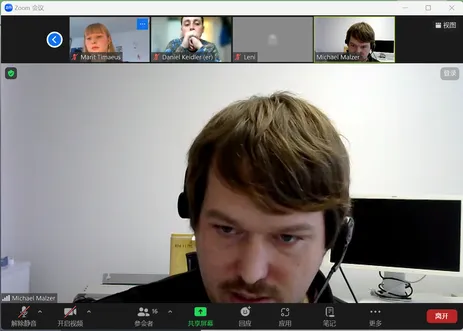 Zoom 会议
Marit Timaeus
Daniel Keidler (er)
Leni
Michael Malzer
视图
登录
Michael Malzer
解除静音
开启视频
16
参会者
共享屏幕
回应
应用
笔记
更多
离开